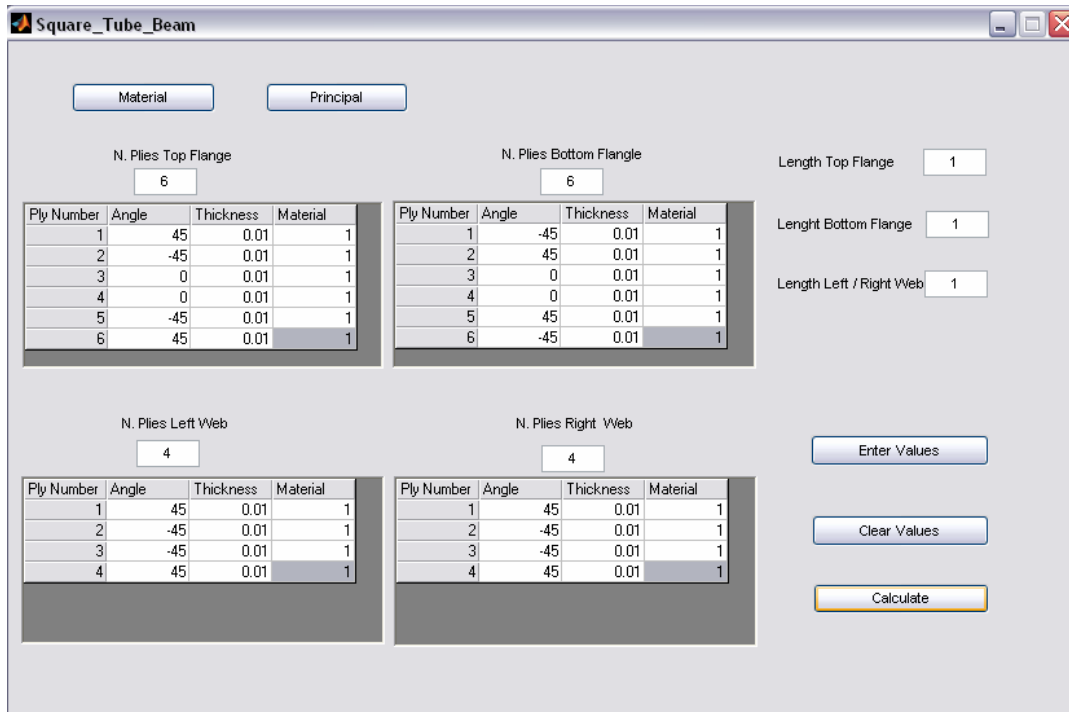 Square_Tube_Beam
Material Principal
N. Plies Top Flange
6
Ply Number Angle Thickness Material
1 45 0.01 1
2 -45 0.01 1
3 0 0.01 1
4 0 0.01 1
5 -45 0.01 1
6 45 0.01 1
N. Plies Bottom Flangle
6
Ply Number Angle Thickness Material
1 -45 0.01 1
2 45 0.01 1
3 0 0.01 1
4 0 0.01 1
5 45 0.01 1
6 -45 0.01 1
Length Top Flange 1
Lenght Bottom Flange 1
Length Left / Right Web 1
N. Plies Left Web
4
Ply Number Angle Thickness Material
1 45 0.01 1
2 -45 0.01 1
3 -45 0.01 1
4 45 0.01 1
N. Plies Right Web
4
Ply Number Angle Thickness Material
1 45 0.01 1
2 -45 0.01 1
3 -45 0.01 1
4 45 0.01 1
Enter Values
Clear Values
Calculate